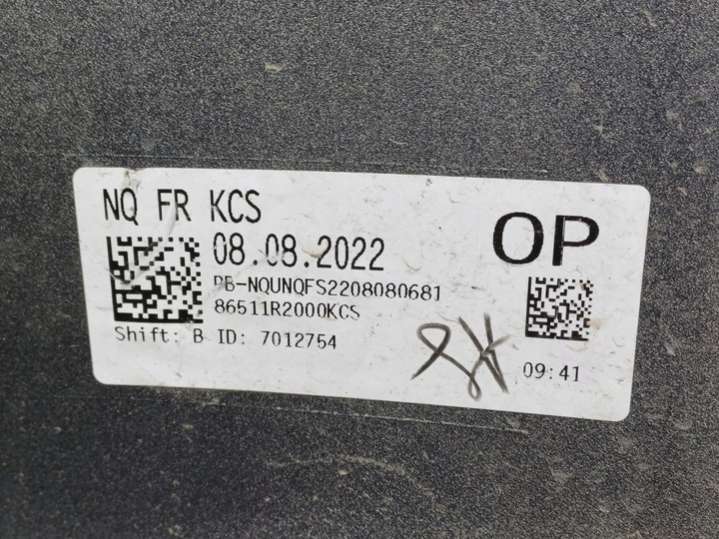 NQ FR KCS
OP
08.08.2022
PB-NQUNQFS2208080681
86511R2000KCS
Shift: B ID: 7012754
09:41